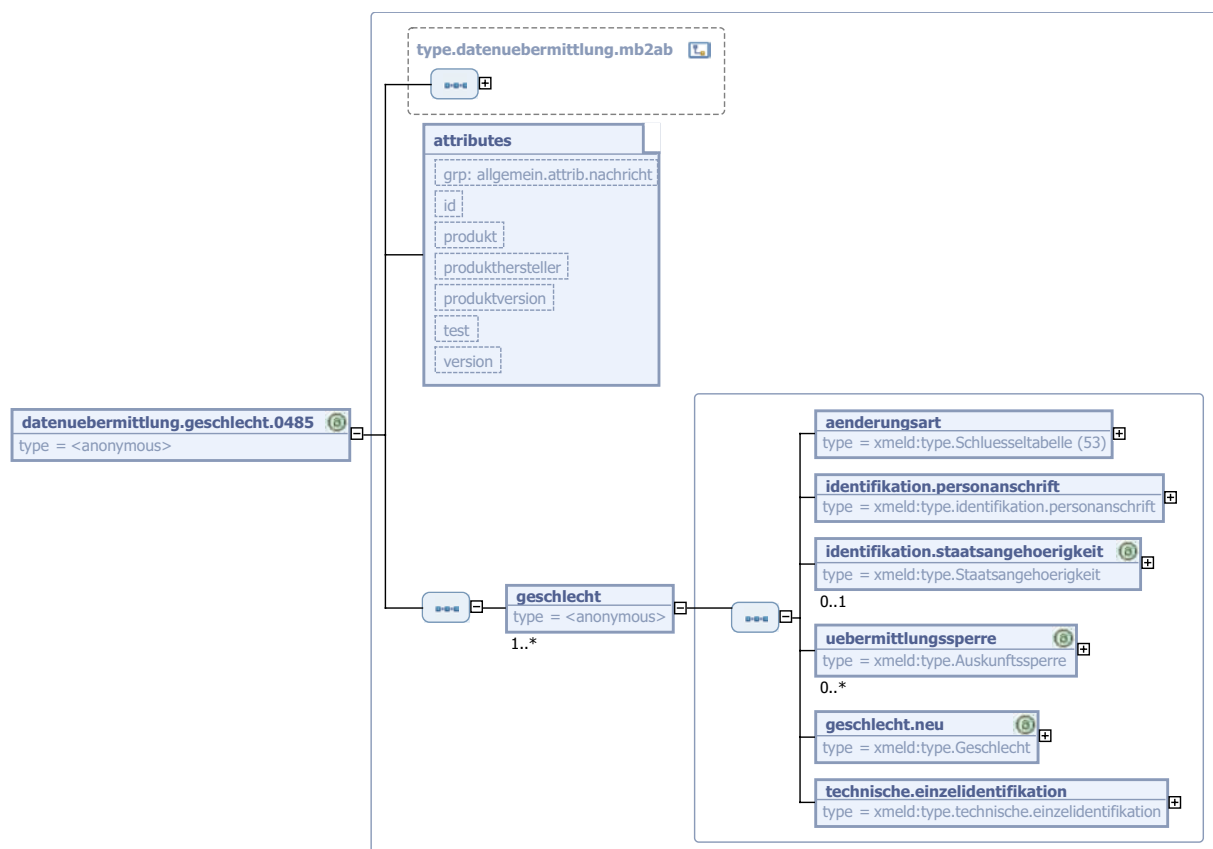 type.datenuebermittlung.mb2ab
attributes
grp: allgemein.attrib.nachricht
id
produkt
produkthersteller
produktversion
test
version
datenuebermittlung.geschlecht.0485
type = <anonymous>
geschlecht
type = <anonymous>
1..*
aenderungsart
type = xmeld:type.Schluesseltabelle (53)
identifikation.personanschrift
type = xmeld:type.identifikation.personanschrift
identifikation.staatsangehoerigkeit
type = xmeld:type.Staatsangehoerigkeit
0..1
uebermittlungssperre
type = xmeld:type.Auskunftssperre
0..*
geschlecht.neu
type = xmeld:type.Geschlecht
technische.einzelidentifikation
type = xmeld:type.technische.einzelidentifikation